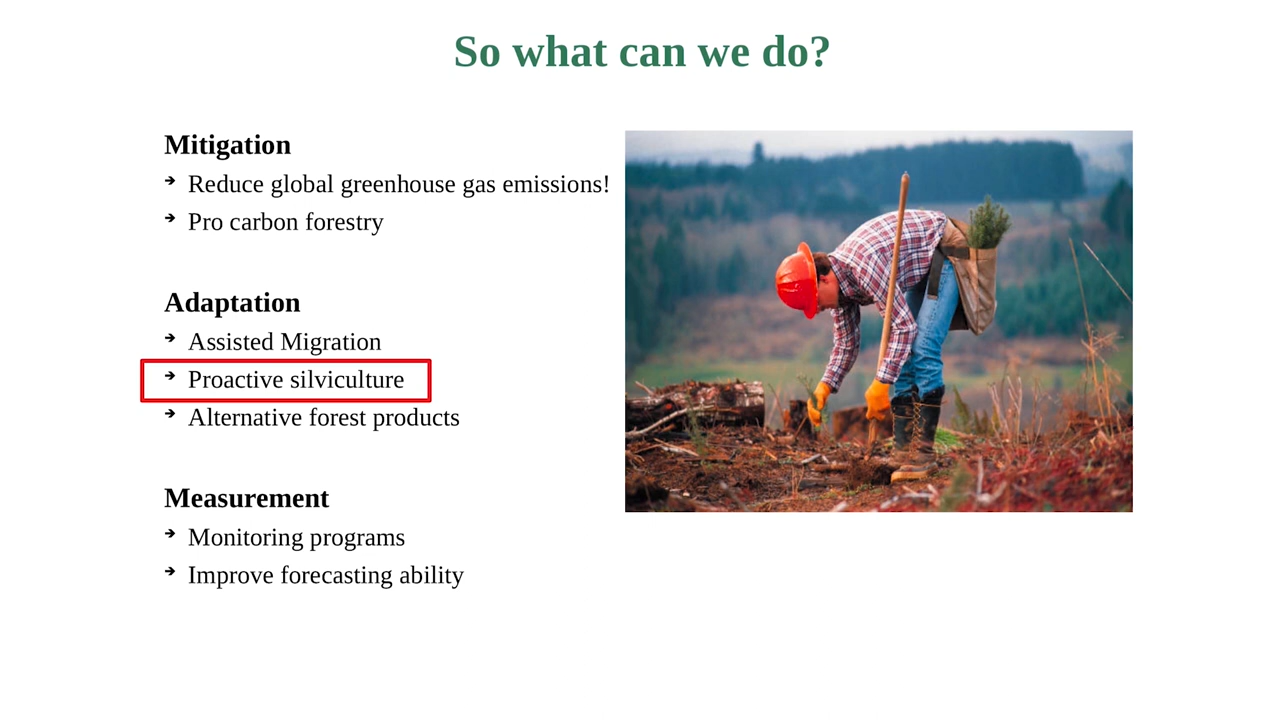 So what can we do?
Mitigation
➔ Reduce global greenhouse gas emissions!
➔ Pro carbon forestry
Adaptation
➔ Assisted Migration
➔ Proactive silviculture
➔ Alternative forest products
Measurement
➔ Monitoring programs
➔ Improve forecasting ability